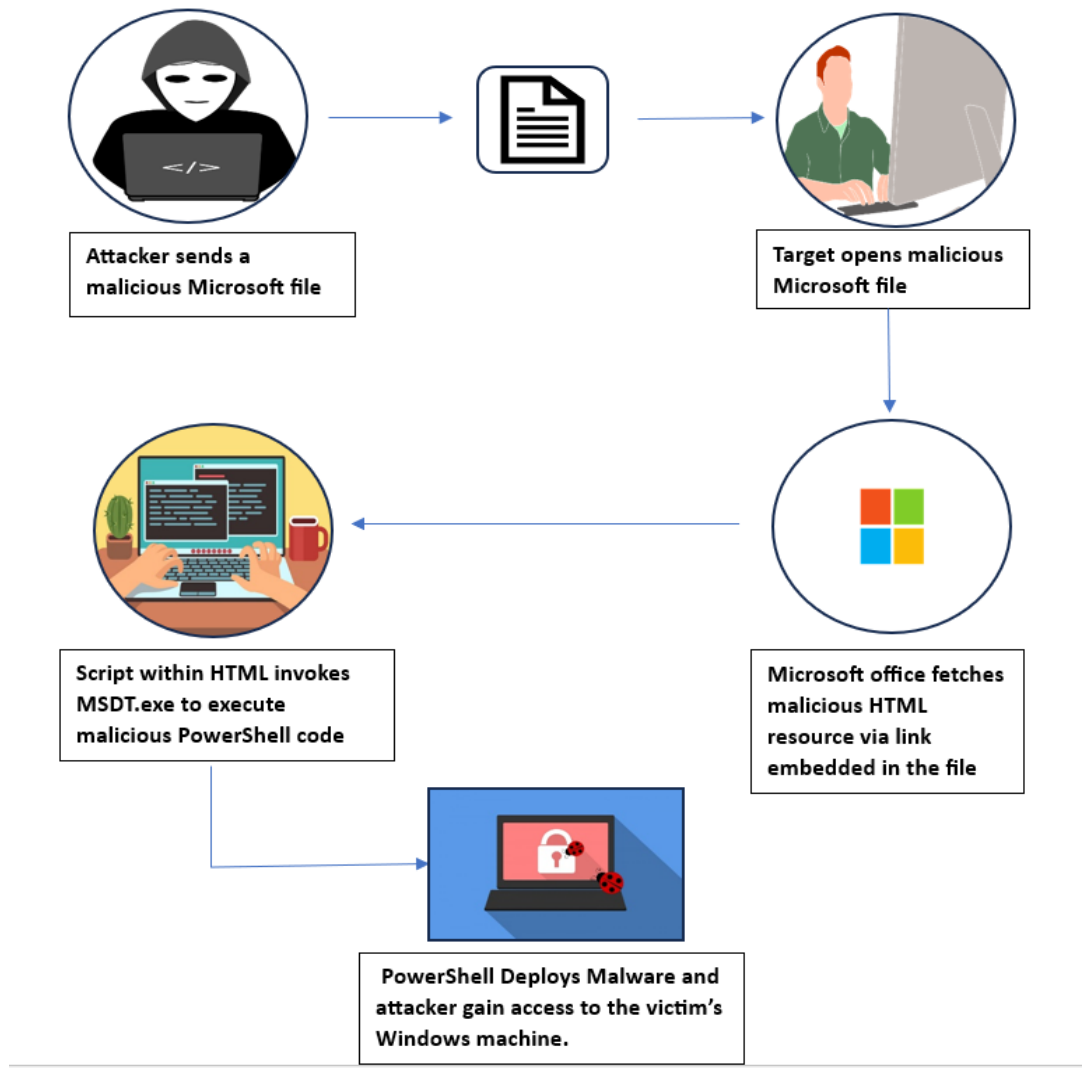 </>
Attacker sends a
malicious Microsoft file
Target opens malicious
Microsoft file
Script within HTML invokes
MSDT.exe to execute
malicious PowerShell code
Microsoft office fetches
malicious HTML
resource via link
embedded in the file
PowerShell Deploys Malware and
attacker gain access to the victim's
Windows machine.